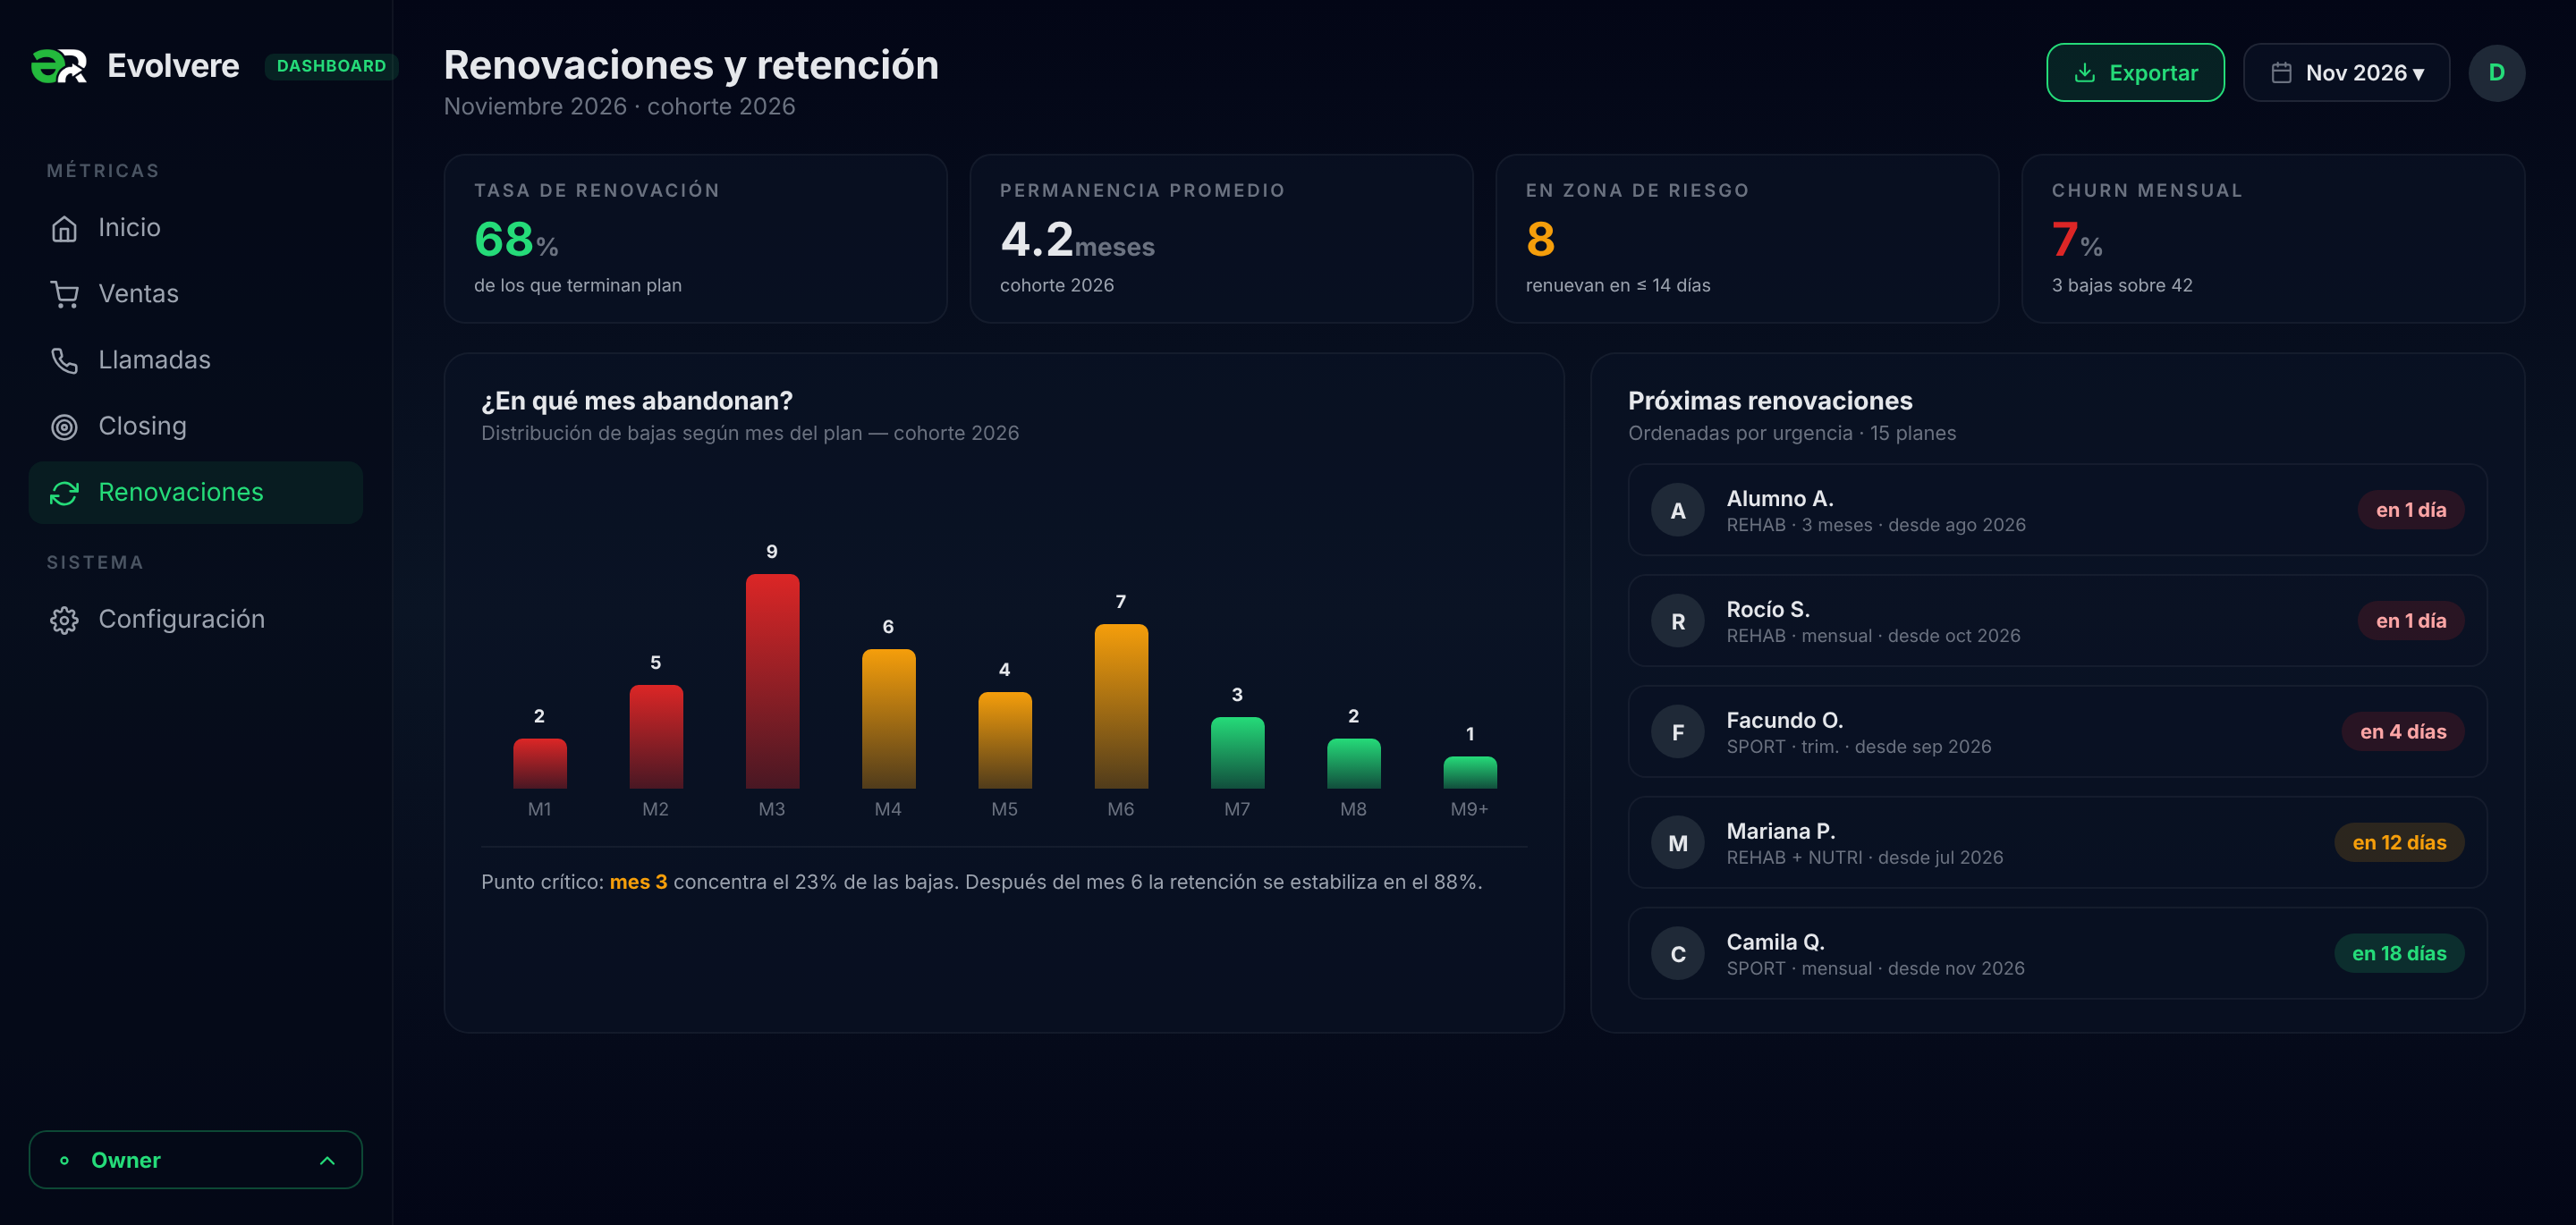 Evolvere DASHBOARD
MÉTRICAS
Inicio
Ventas
Llamadas
Closing
Renovaciones
SISTEMA
Configuración
Owner
Renovaciones y retención
Noviembre 2026 · cohorte 2026
Exportar
Nov 2026 ▾
D
TASA DE RENOVACIÓN
68%
de los que terminan plan
PERMANENCIA PROMEDIO
4.2meses
cohorte 2026
EN ZONA DE RIESGO
8
renuevan en ≤ 14 días
CHURN MENSUAL
7%
3 bajas sobre 42
¿En qué mes abandonan?
Distribución de bajas según mes del plan — cohorte 2026
2 5 9 6 4 7 3 2 1
M1 M2 M3 M4 M5 M6 M7 M8 M9+
Punto crítico: mes 3 concentra el 23% de las bajas. Después del mes 6 la retención se estabiliza en el 88%.
Próximas renovaciones
Ordenadas por urgencia · 15 planes
A
Alumno A.
REHAB · 3 meses · desde ago 2026
en 1 día
R
Rocío S.
REHAB · mensual · desde oct 2026
en 1 día
F
Facundo O.
SPORT · trim. · desde sep 2026
en 4 días
M
Mariana P.
REHAB + NUTRI · desde jul 2026
en 12 días
C
Camila Q.
SPORT · mensual · desde nov 2026
en 18 días